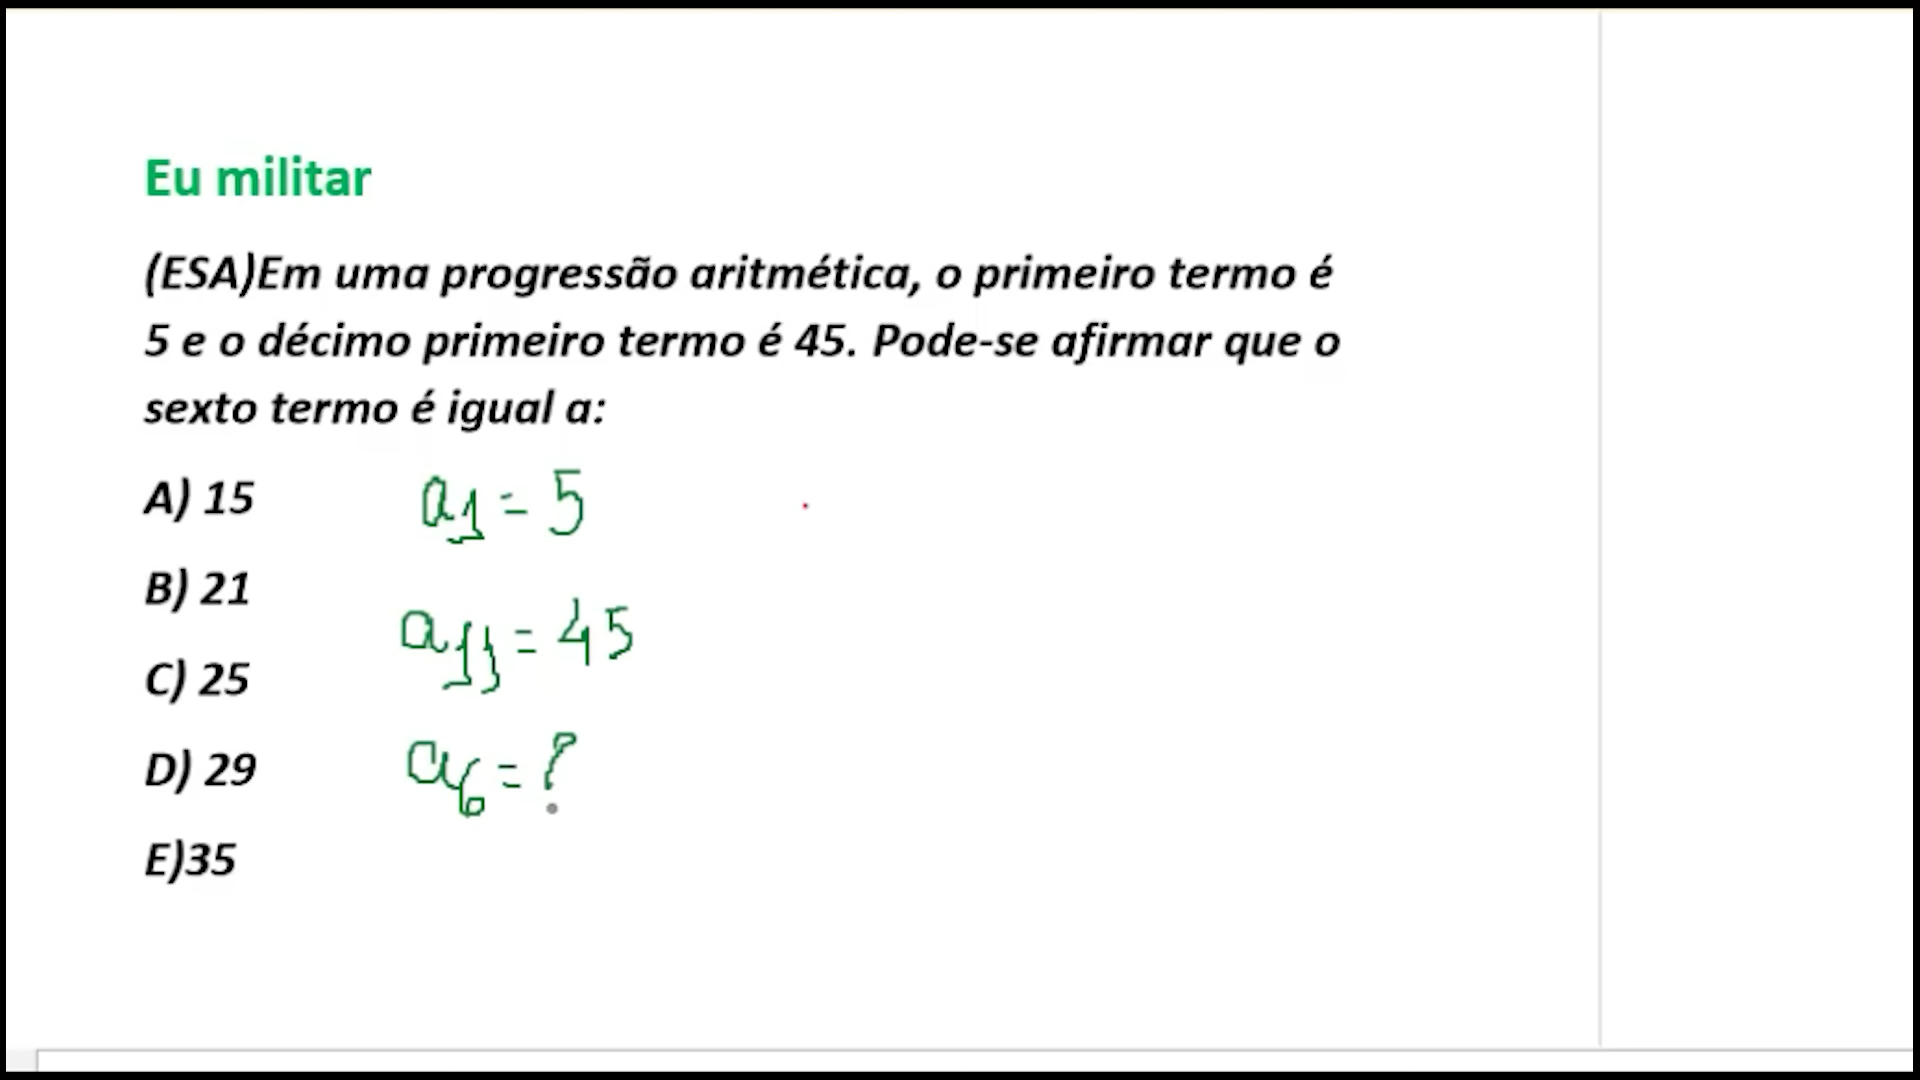 Eu militar
(ESA)Em uma progressão aritmética, o primeiro termo é
5 e o décimo primeiro termo é 45. Pode-se afirmar que o
sexto termo é igual a:
A) 15
a1 = 5
B) 21
a11 = 45
C) 25
D) 29
a6 = ?
E)35